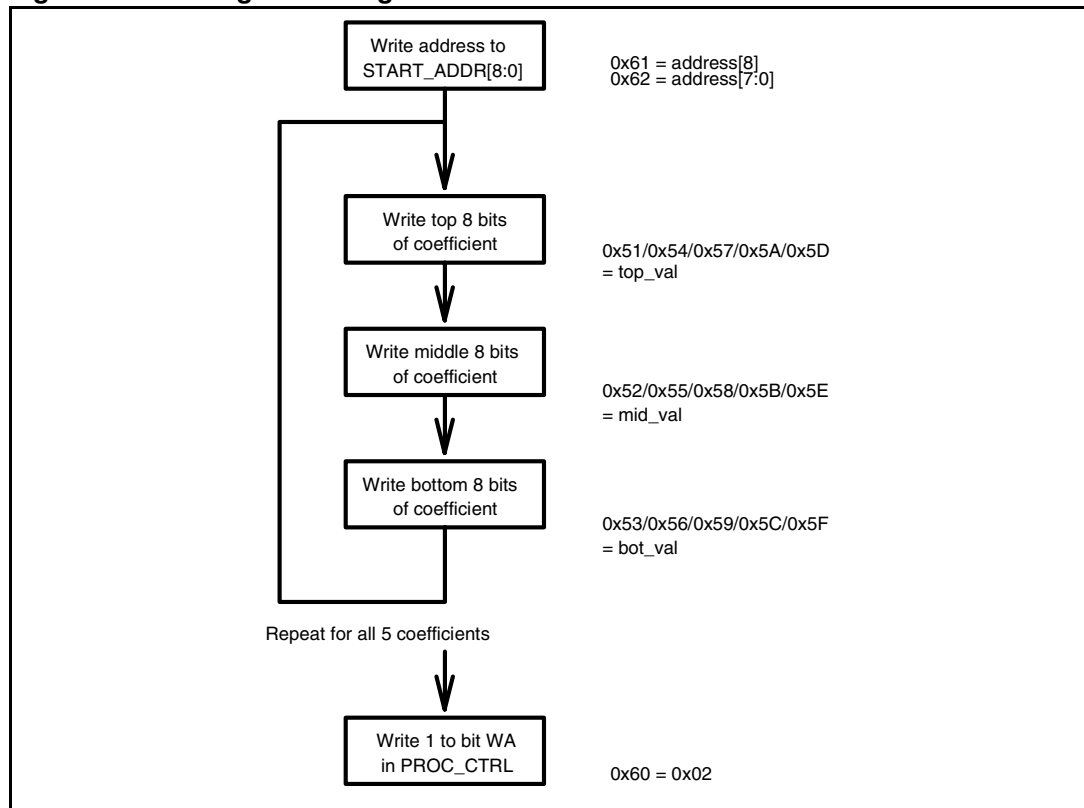 Write address to
START_ADDR[8:0]
0x61 = address[8]
0x62 = address[7:0]
Write top 8 bits
of coefficient
0x51/0x54/0x57/0x5A/0x5D
= top_val
Write middle 8 bits
of coefficient
0x52/0x55/0x58/0x5B/0x5E
= mid_val
Write bottom 8 bits
of coefficient
0x53/0x56/0x59/0x5C/0x5F
= bot_val
Repeat for all 5 coefficients
Write 1 to bit WA
in PROC_CTRL
0x60 = 0x02